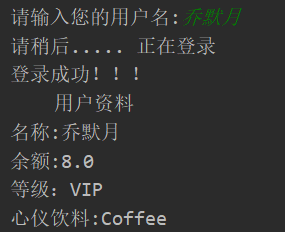 请输入您的用户名:乔默月
请稍后..... 正在登录
登录成功！！！
用户资料
名称:乔默月
余额:8.0
等级：VIP
心仪饮料:Coffee